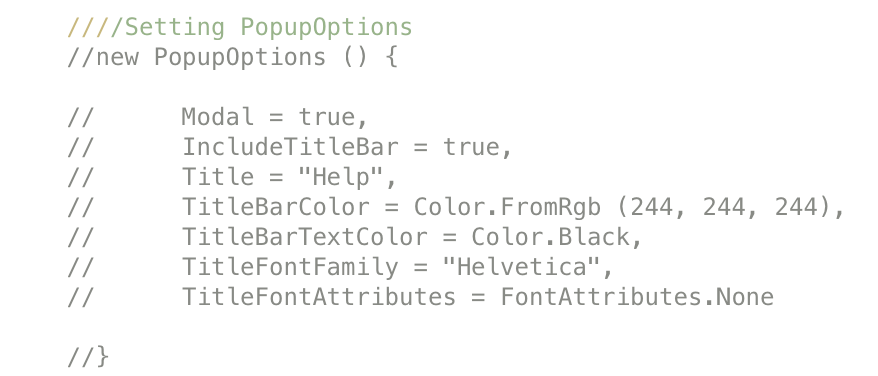 ////Setting PopupOptions
//new PopupOptions () {
//      Modal = true,
//      IncludeTitleBar = true,
//      Title = "Help",
//      TitleBarColor = Color.FromRgb (244, 244, 244),
//      TitleBarTextColor = Color.Black,
//      TitleFontFamily = "Helvetica",
//      TitleFontAttributes = FontAttributes.None
//}